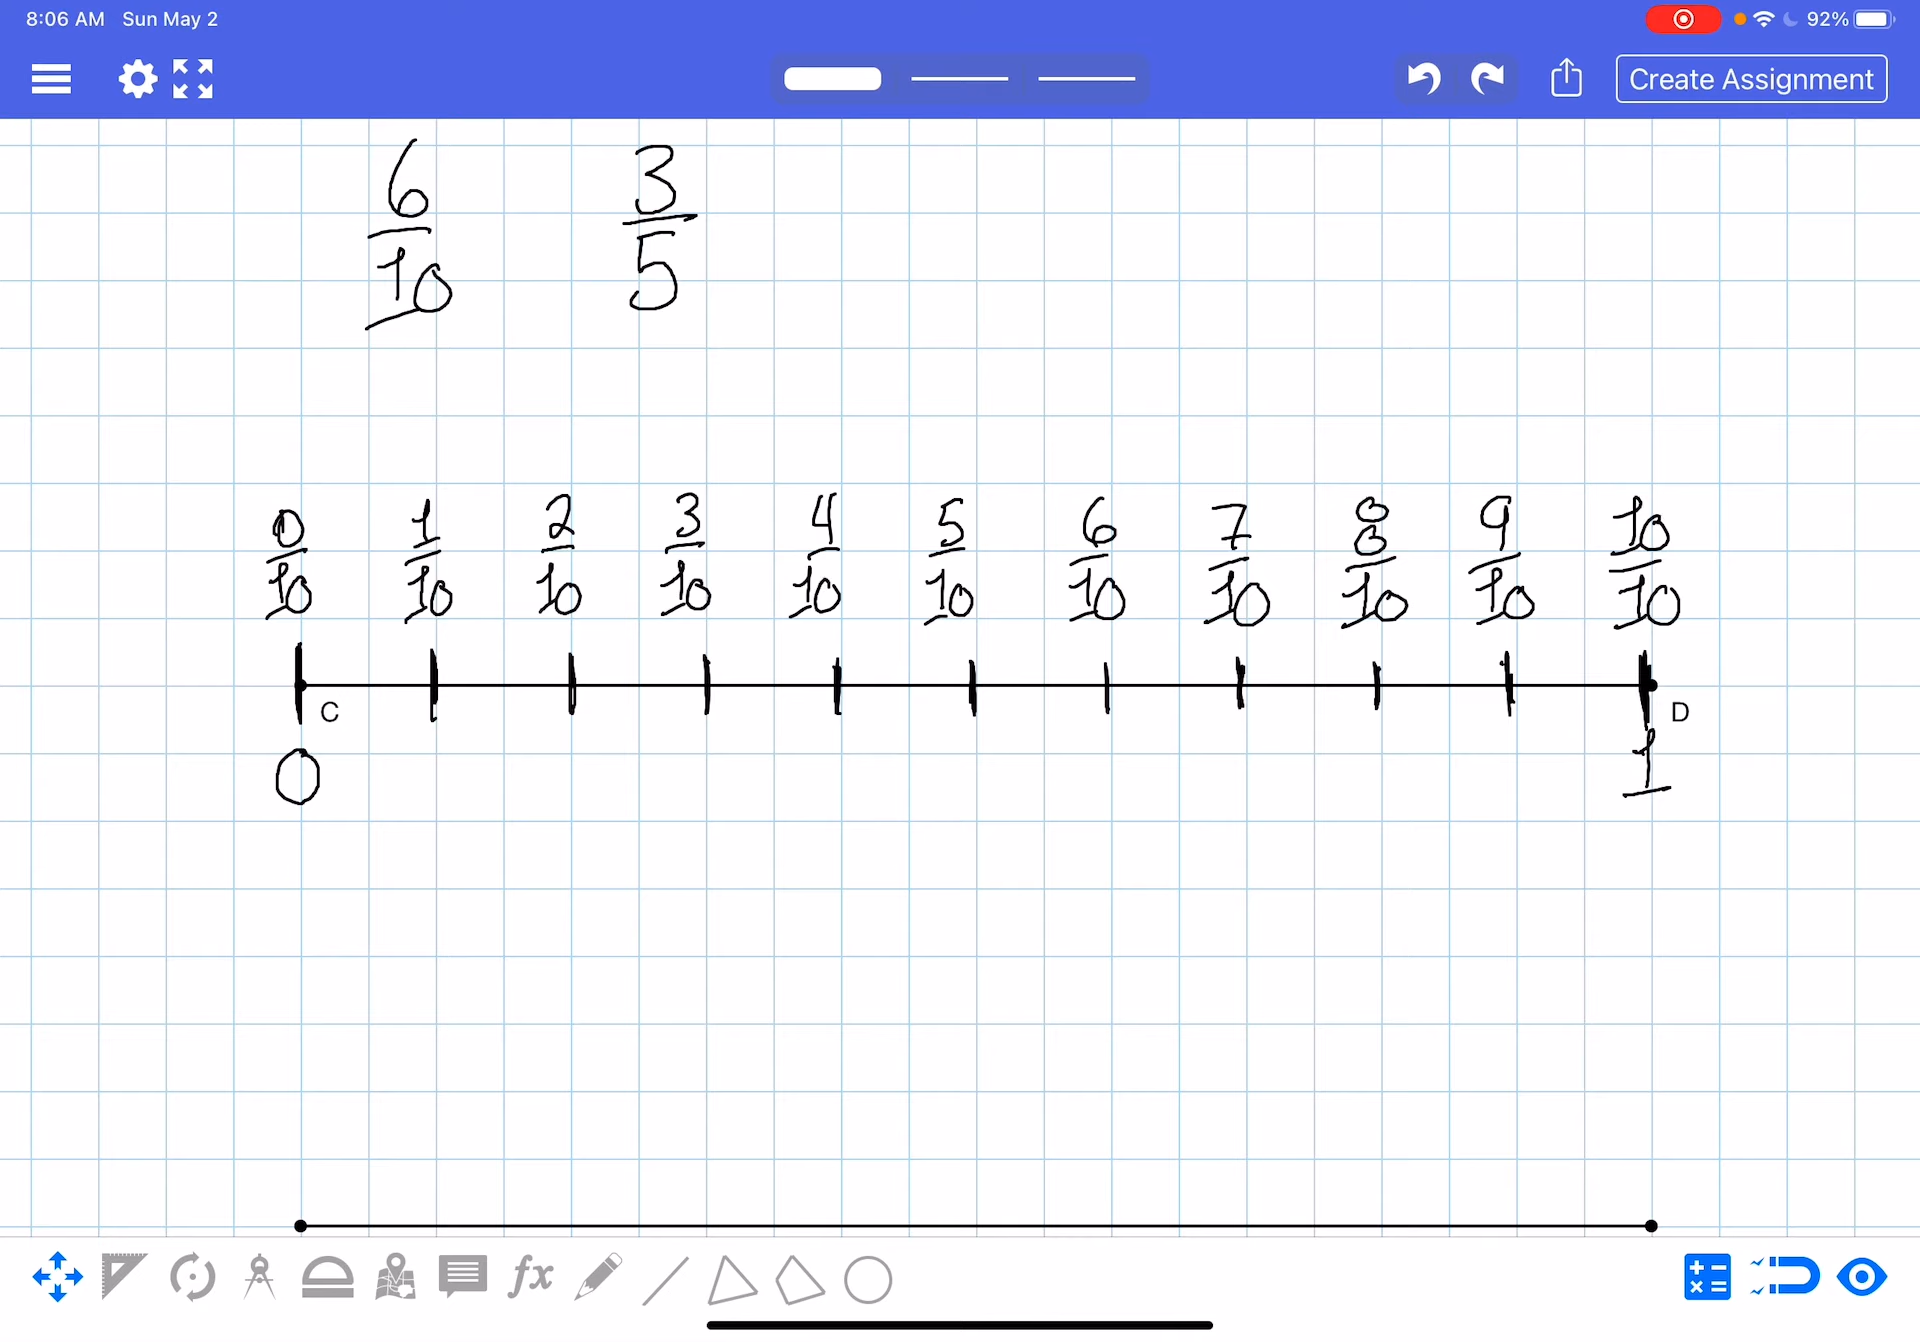 8:06 AM Sun May 2 92%
Create Assignment
6/10 3/5
0/10 1/10 2/10 3/10 4/10 5/10 6/10 7/10 8/10 9/10 10/10
C D
0 1
fx